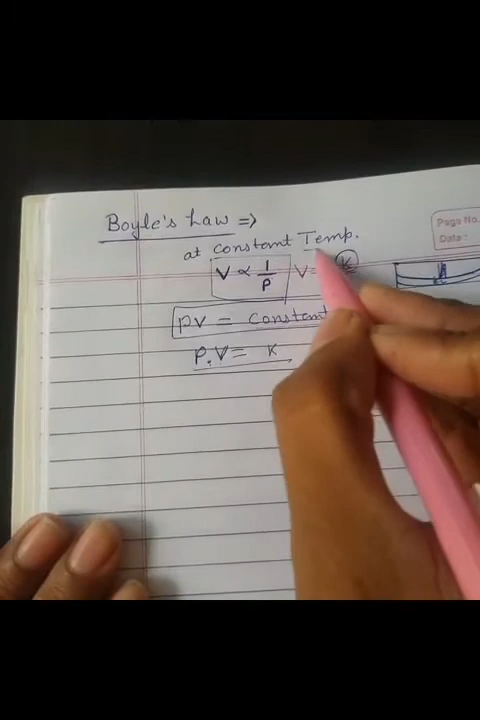 Page No.
Date:
Boyle's Law =>
at constant Temp.
V ∝ 1/P V = K
PV = constant
P.V = K